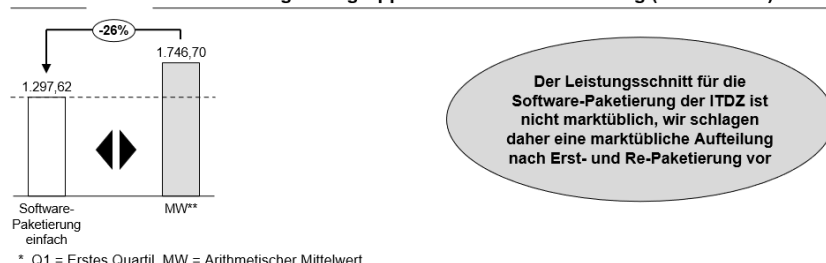 -26%
1.746,70
1.297,62
Software-
Paketierung
einfach
MW**
Der Leistungsschnitt für die
Software-Paketierung der ITDZ ist
nicht marktüblich, wir schlagen
daher eine marktübliche Aufteilung
nach Erst- und Re-Paketierung vor
* Q1 = Erstes Quartil, MW = Arithmetischer Mittelwert